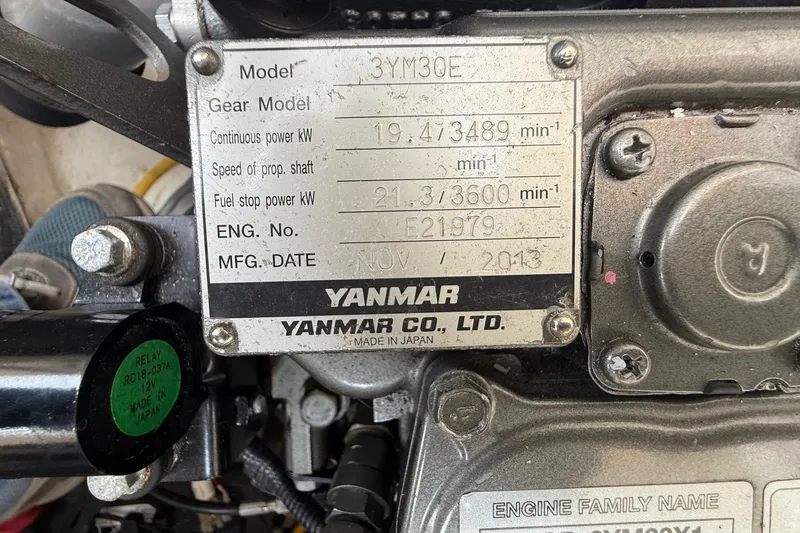 Model 3YM30E
Gear Model
Continuous power kW 19.4/3489 min-1
Speed of prop. shaft min-1
Fuel stop power kW 21.3/3600 min-1
ENG. No. E21979
MFG. DATE NOV / 2013
YANMAR
YANMAR CO., LTD.
MADE IN JAPAN
RELAY
RC18-037A
12V
MADE IN
JAPAN
ENGINE FAMILY NAME